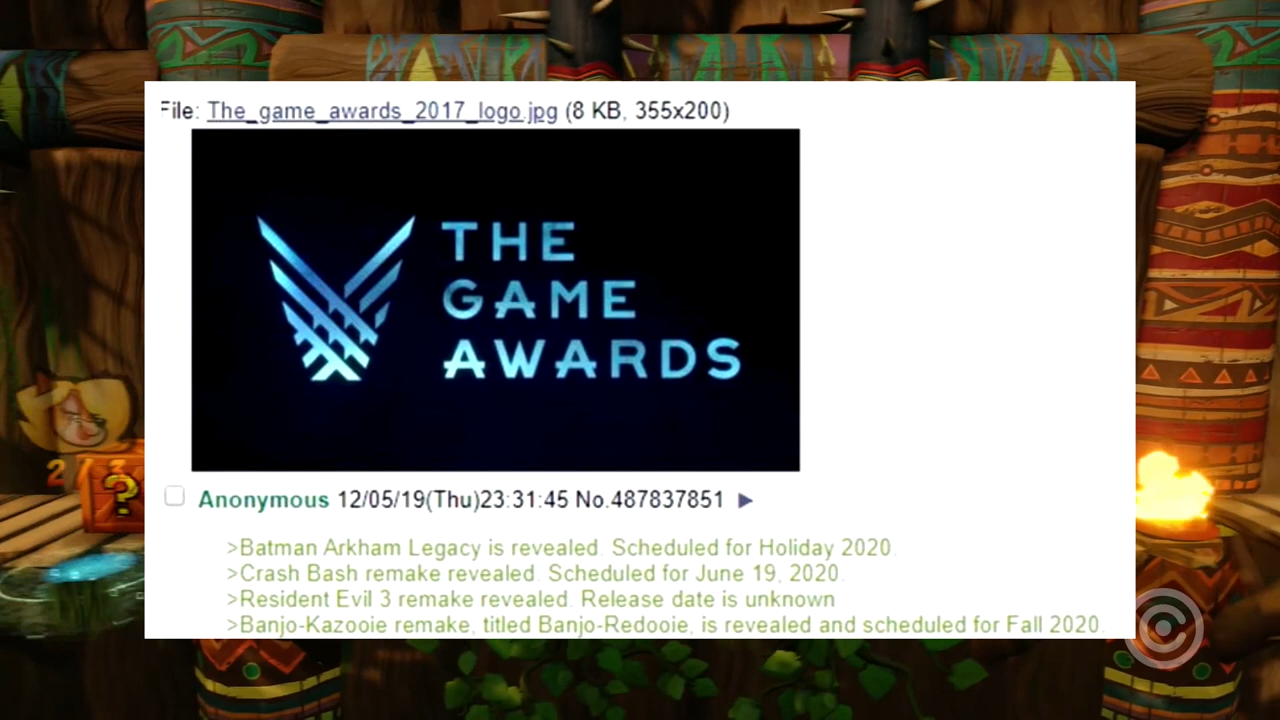 File: The_game_awards_2017_logo.jpg (8 KB, 355x200)
THE
GAME
AWARDS
Anonymous 12/05/19(Thu)23:31:45 No.487837851 ▶
>Batman Arkham Legacy is revealed. Scheduled for Holiday 2020.
>Crash Bash remake revealed. Scheduled for June 19, 2020.
>Resident Evil 3 remake revealed. Release date is unknown
>Banjo-Kazooie remake, titled Banjo-Redooie, is revealed and scheduled for Fall 2020.
2 3
?